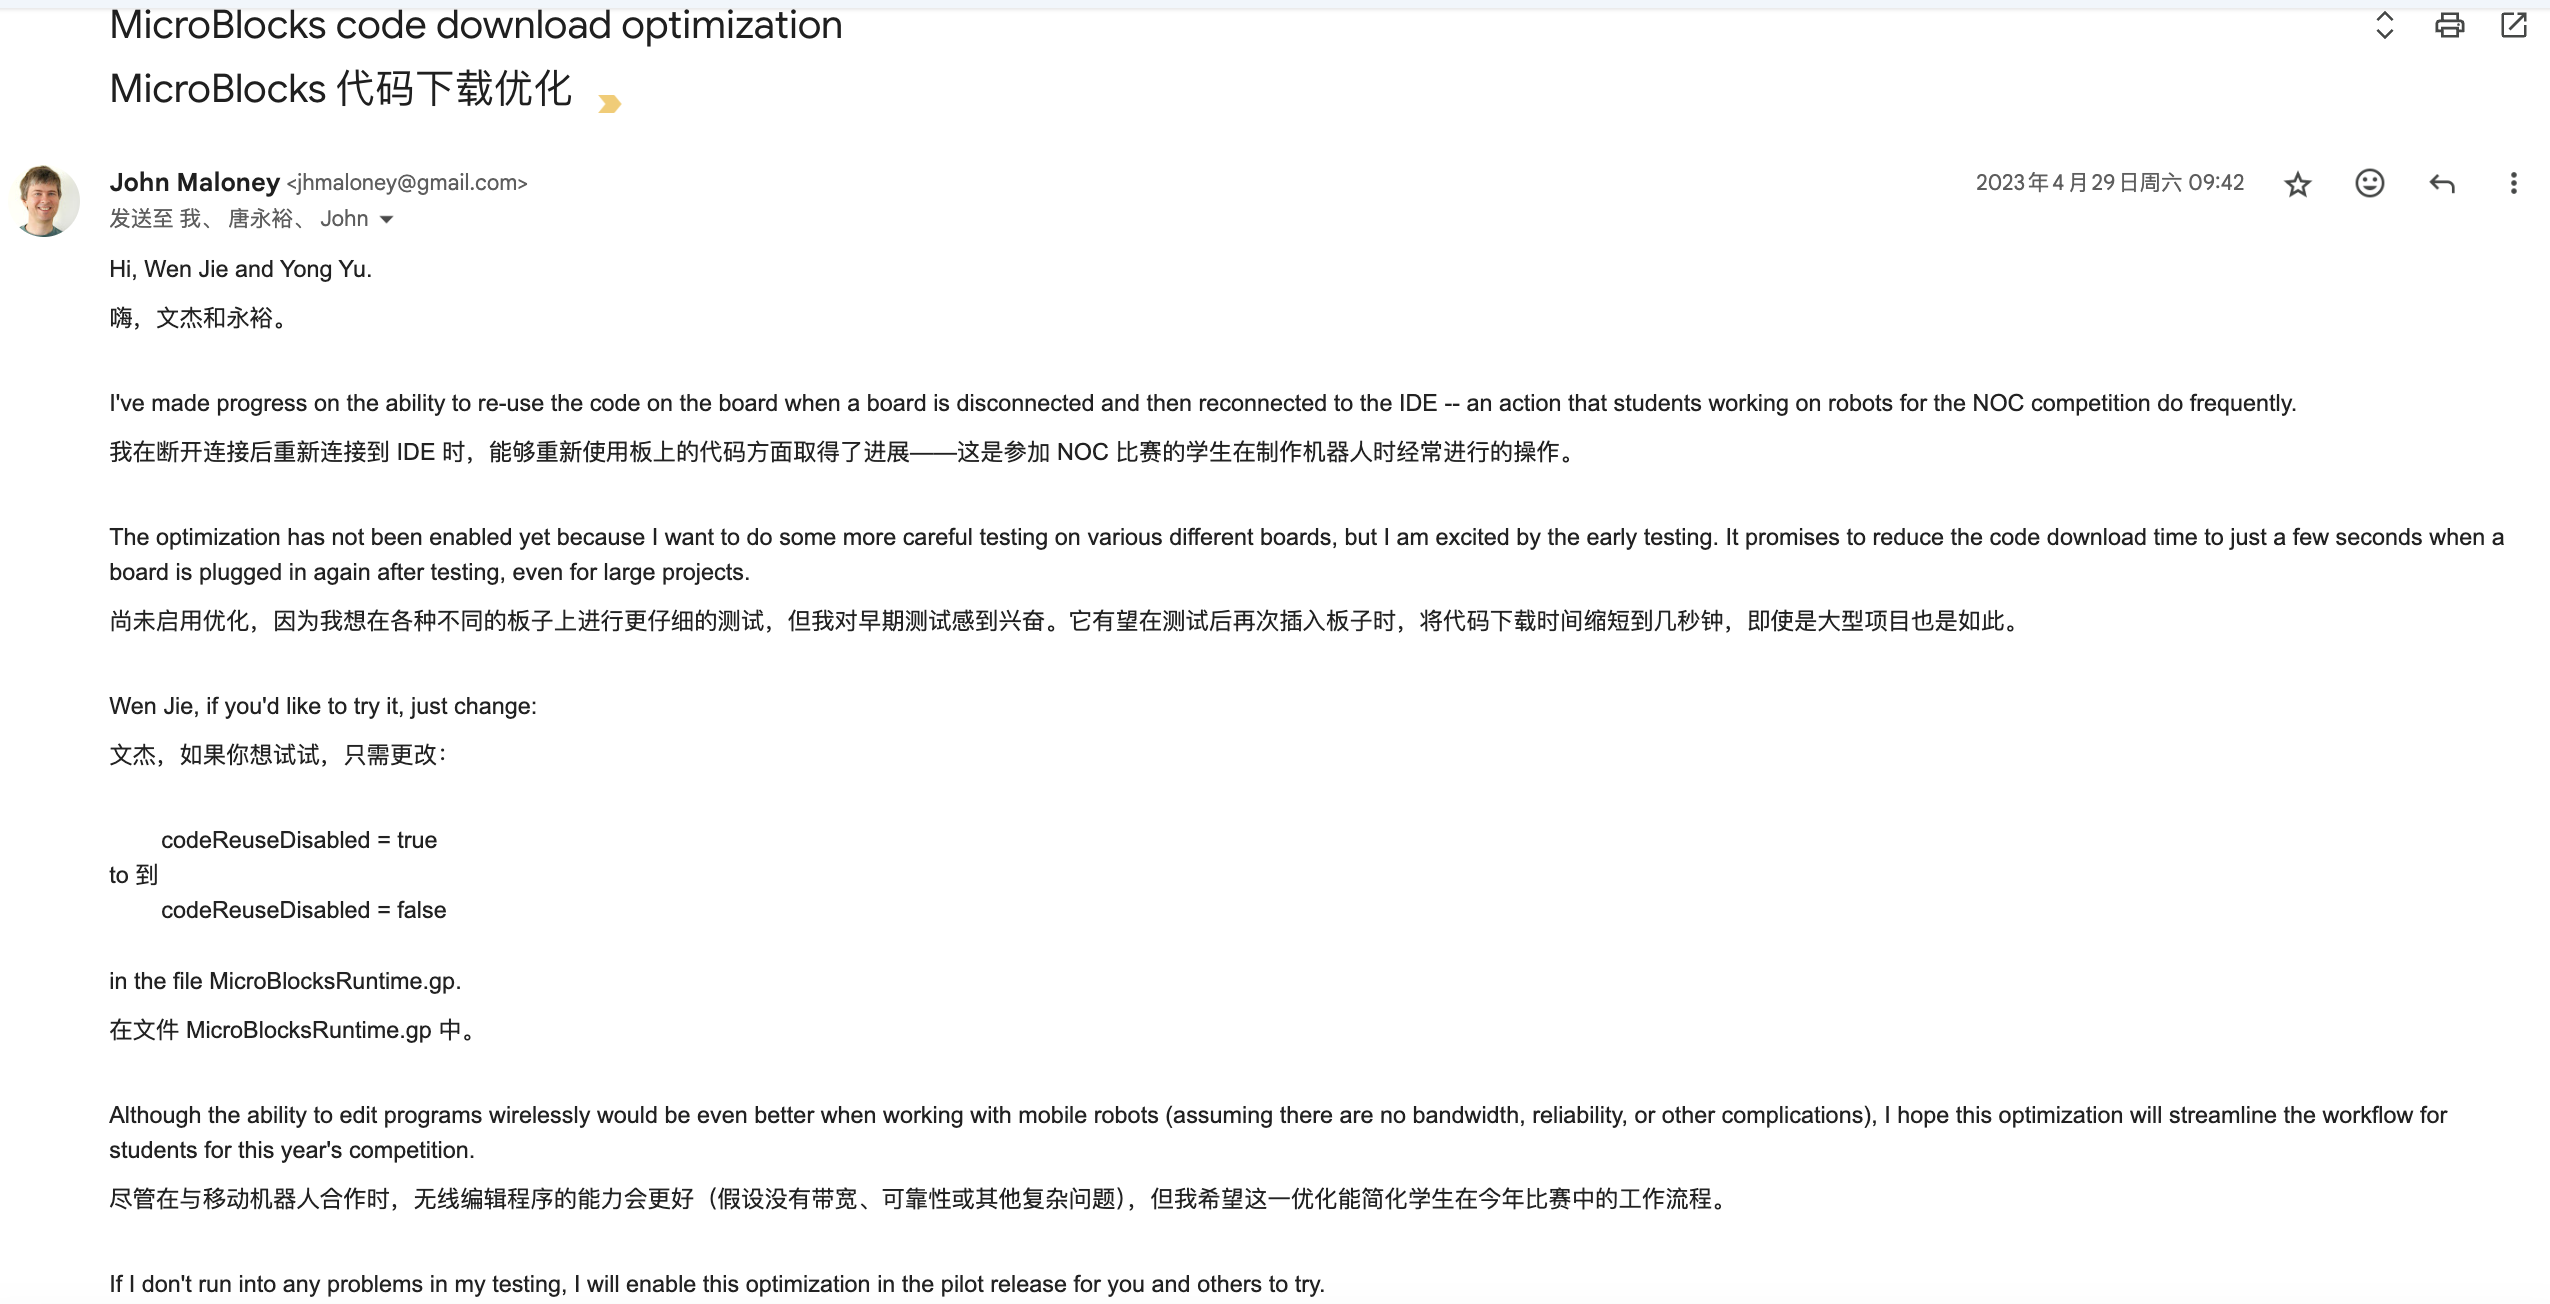 MicroBlocks code download optimization
MicroBlocks 代码下载优化
John Maloney <jhmaloney@gmail.com>
2023年4月29日周六 09:42
发送至 我、 唐永裕、 John
Hi, Wen Jie and Yong Yu.
嗨，文杰和永裕。
I've made progress on the ability to re-use the code on the board when a board is disconnected and then reconnected to the IDE -- an action that students working on robots for the NOC competition do frequently.
我在断开连接后重新连接到 IDE 时，能够重新使用板上的代码方面取得了进展——这是参加 NOC 比赛的学生在制作机器人时经常进行的操作。
The optimization has not been enabled yet because I want to do some more careful testing on various different boards, but I am excited by the early testing. It promises to reduce the code download time to just a few seconds when a
board is plugged in again after testing, even for large projects.
尚未启用优化，因为我想在各种不同的板子上进行更仔细的测试，但我对早期测试感到兴奋。它有望在测试后再次插入板子时，将代码下载时间缩短到几秒钟，即使是大型项目也是如此。
Wen Jie, if you'd like to try it, just change:
文杰，如果你想试试，只需更改：
codeReuseDisabled = true
to 到
codeReuseDisabled = false
in the file MicroBlocksRuntime.gp.
在文件 MicroBlocksRuntime.gp 中。
Although the ability to edit programs wirelessly would be even better when working with mobile robots (assuming there are no bandwidth, reliability, or other complications), I hope this optimization will streamline the workflow for
students for this year's competition.
尽管在与移动机器人合作时，无线编辑程序的能力会更好（假设没有带宽、可靠性或其他复杂问题），但我希望这一优化能简化学生在今年比赛中的工作流程。
If I don't run into any problems in my testing, I will enable this optimization in the pilot release for you and others to try.